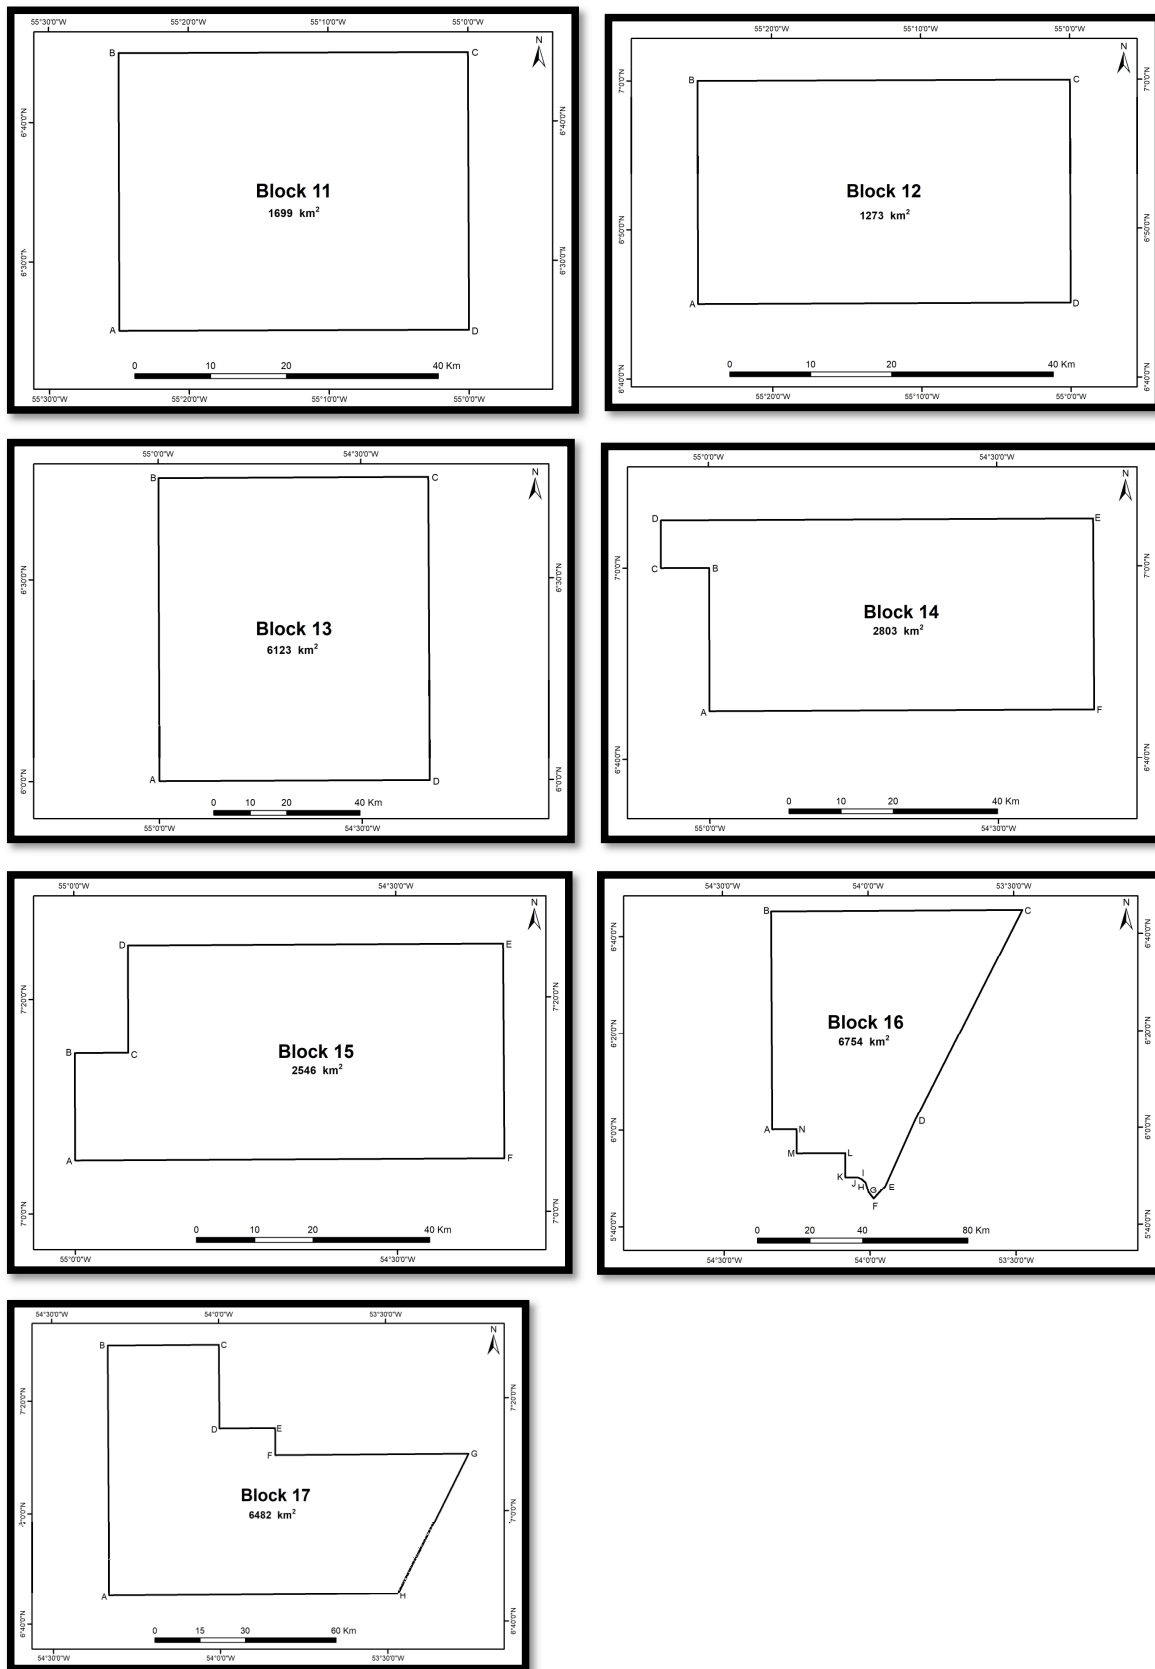 55°30'0"W 55°20'0"W 55°10'0"W 55°0'0"W
N
B C
6°40'0"N 6°40'0"N
Block 11
1699 km²
6°30'0"N 6°30'0"N
A D
0 10 20 40 Km
55°30'0"W 55°20'0"W 55°10'0"W 55°0'0"W
55°20'0"W 55°10'0"W 55°0'0"W
N
7°0'0"N B C 7°0'0"N
Block 12
1273 km²
6°50'0"N 6°50'0"N
A D
0 10 20 40 Km
6°40'0"N 6°40'0"N
55°20'0"W 55°10'0"W 55°0'0"W
55°0'0"W 54°30'0"W
N
B C
6°30'0"N 6°30'0"N
Block 13
6123 km²
6°0'0"N A D 6°0'0"N
0 10 20 40 Km
55°0'0"W 54°30'0"W
55°0'0"W 54°30'0"W
N
D E
7°0'0"N C B 7°0'0"N
Block 14
2803 km²
A F
6°40'0"N 6°40'0"N
0 10 20 40 Km
55°0'0"W 54°30'0"W
55°0'0"W 54°30'0"W
N
D E
7°20'0"N 7°20'0"N
B C
Block 15
2546 km²
A F
7°0'0"N 7°0'0"N
0 10 20 40 Km
55°0'0"W 54°30'0"W
54°30'0"W 54°0'0"W 53°30'0"W
N
B C
6°40'0"N 6°40'0"N
Block 16
6754 km²
6°20'0"N 6°20'0"N
D
6°0'0"N A N 6°0'0"N
M L
K I
J H G E
F
0 20 40 80 Km
5°40'0"N 5°40'0"N
54°30'0"W 54°0'0"W 53°30'0"W
54°30'0"W 54°0'0"W 53°30'0"W
N
B C
7°20'0"N 7°20'0"N
D E
F G
Block 17
6482 km²
7°0'0"N 7°0'0"N
A H
0 15 30 60 Km
6°40'0"N 6°40'0"N
54°30'0"W 54°0'0"W 53°30'0"W